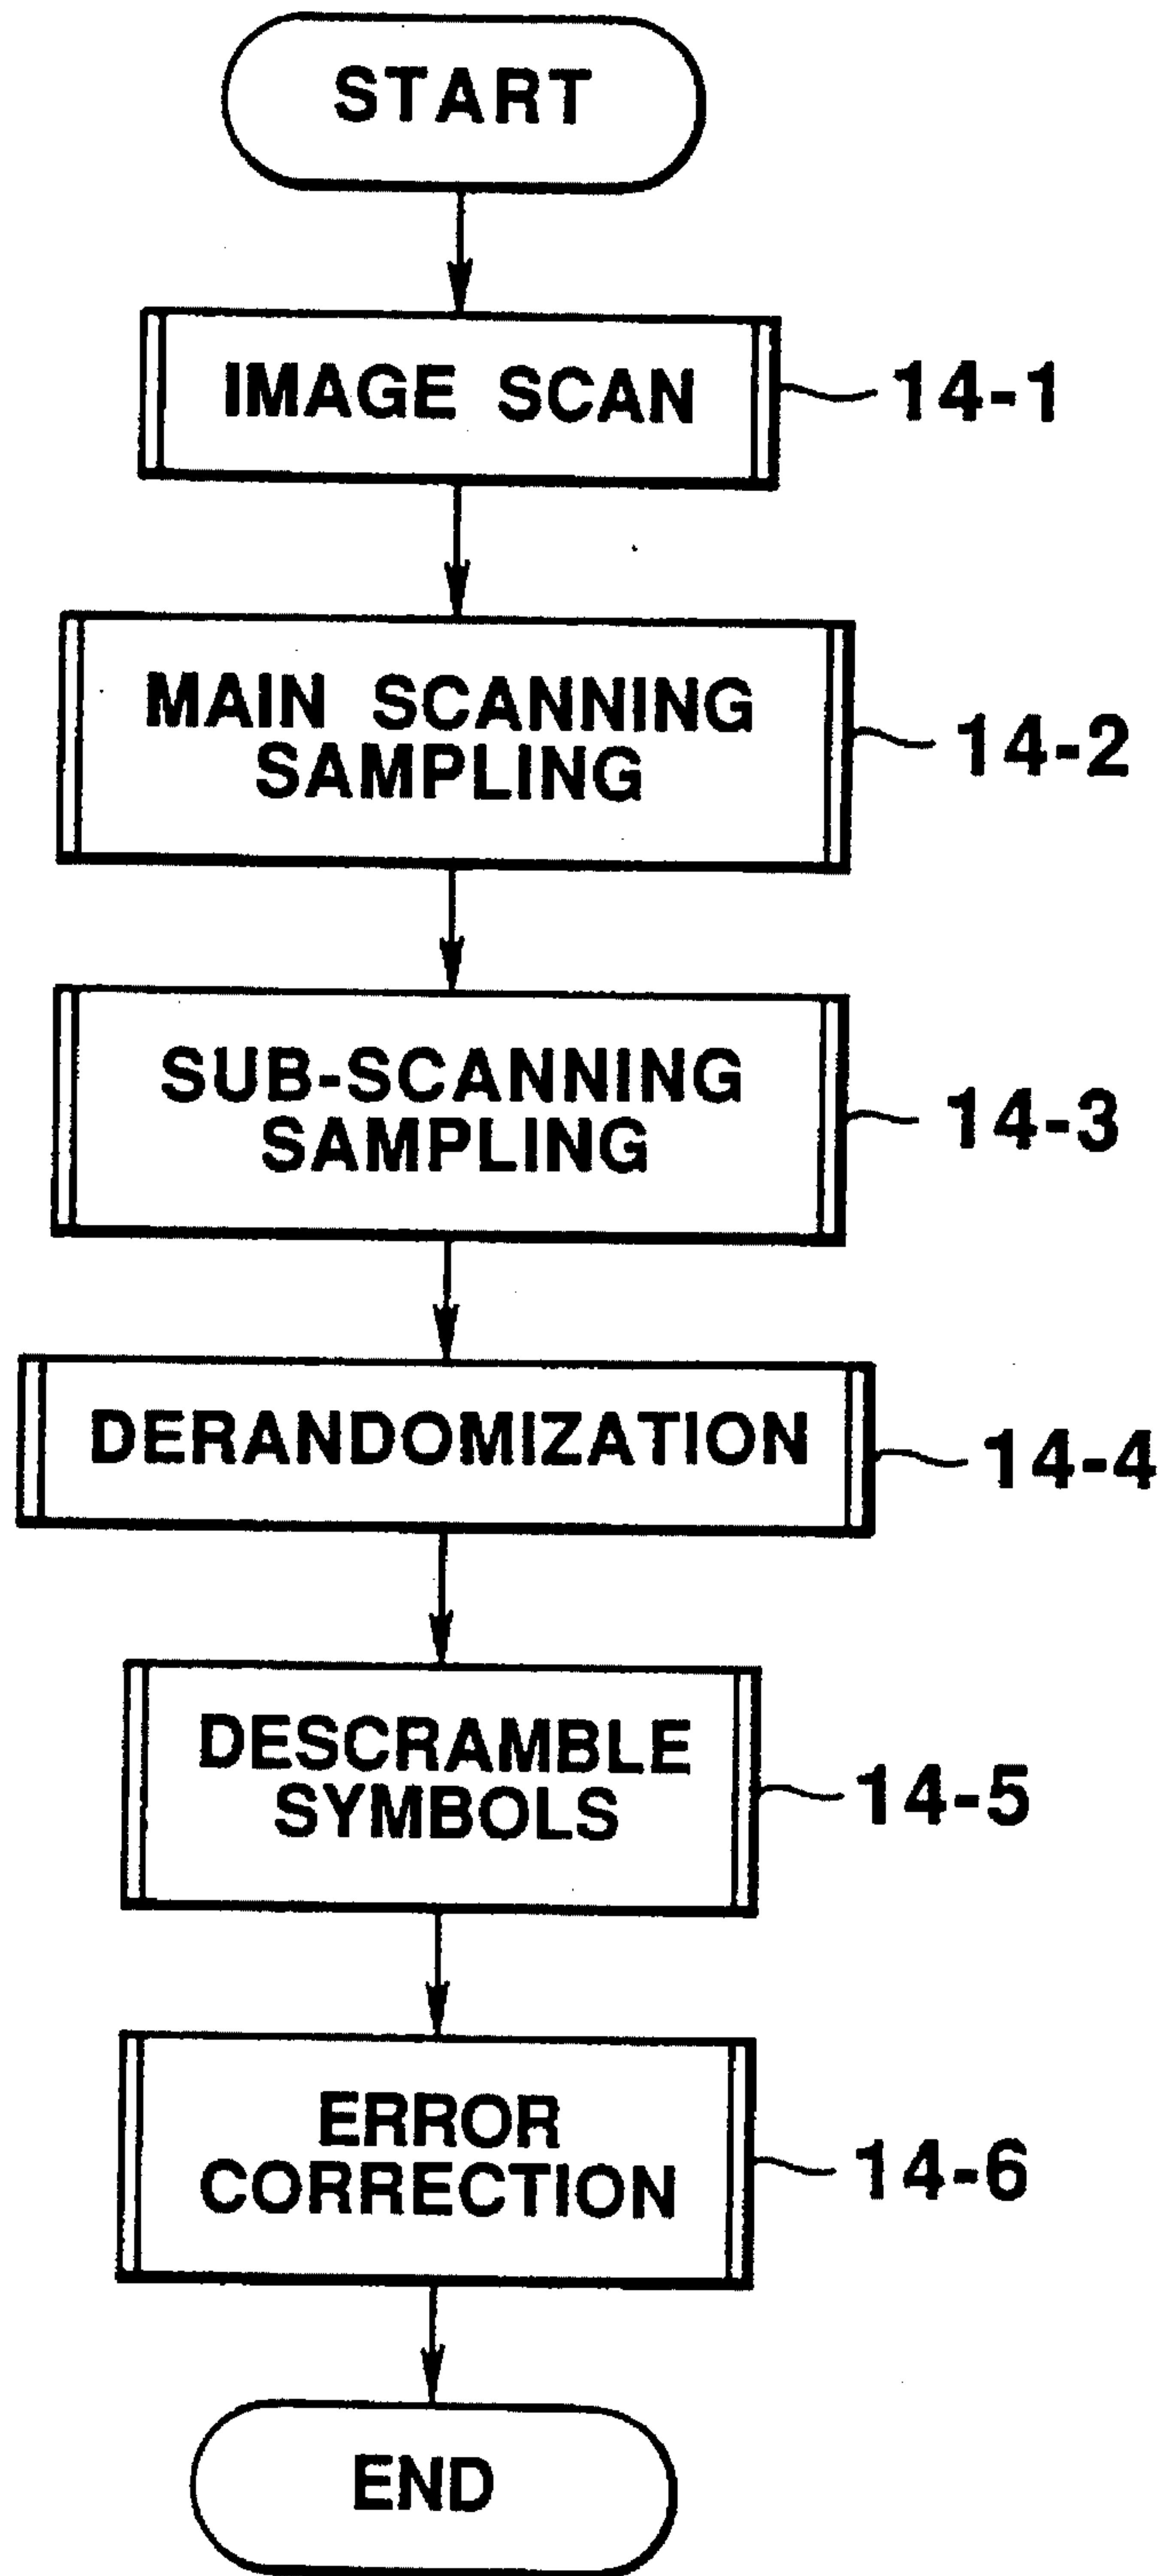 START
IMAGE SCAN
14-1
MAIN SCANNING
SAMPLING
14-2
SUB-SCANNING
SAMPLING
14-3
DERANDOMIZATION
14-4
DESCRAMBLE
SYMBOLS
14-5
ERROR
CORRECTION
14-6
END